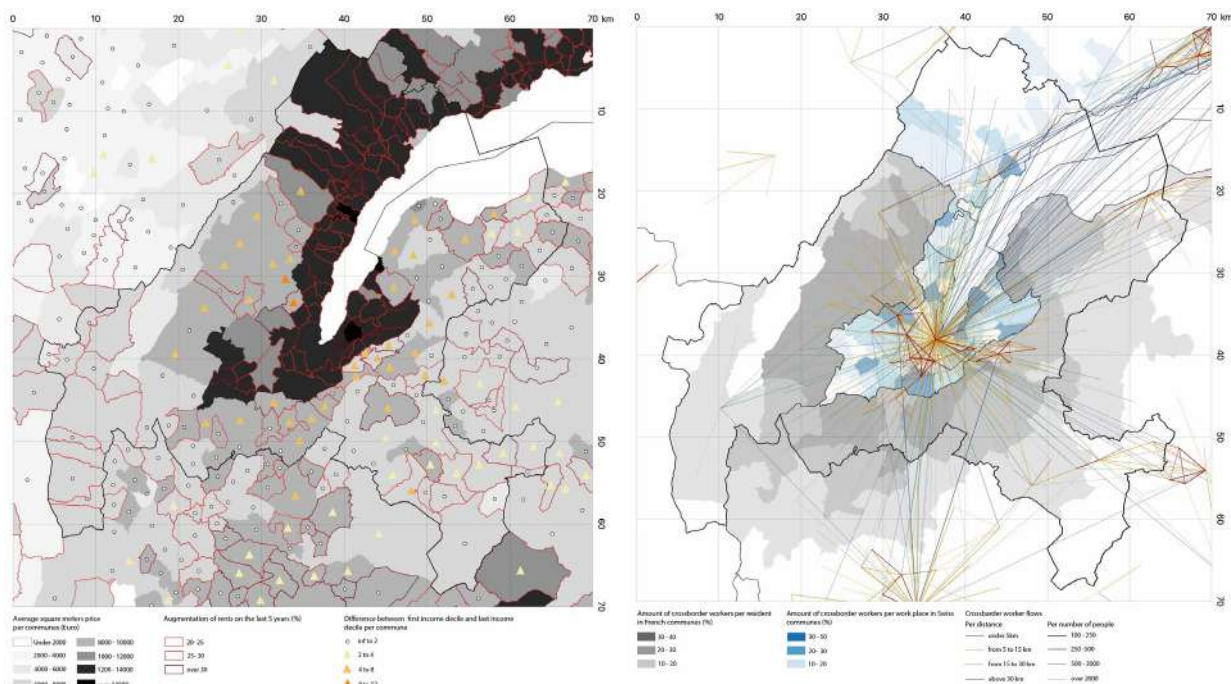 0 10 20 30 40 50 60 70 km
10
20
30
40
50
60
70
Average square meters price
per communes (Euro)
Under 2000
2000 - 4000
4000 - 6000
8000 - 10000
1000 - 12000
1200 - 14000
Augmentation of rents on the last 5 years (%)
20- 25
25 - 30
over 30
Difference between first income decile and last income
decile per commune
inf to 2
2 to 4
4 to 8
0 10 20 30 40 50 60 70 km
10
20
30
40
50
60
70
Amount of crossborder workers per resident
in French communes (%)
30 - 40
20 - 30
10 - 20
Amount of crossborder workers per work place in Swiss
communes (%)
30 - 50
20 - 30
10 - 20
Crossborder worker flows
Per distance
under 5km
from 5 to 15 km
from 15 to 30 km
above 30 km
Per number of people
100 - 250
250 - 500
over 2000